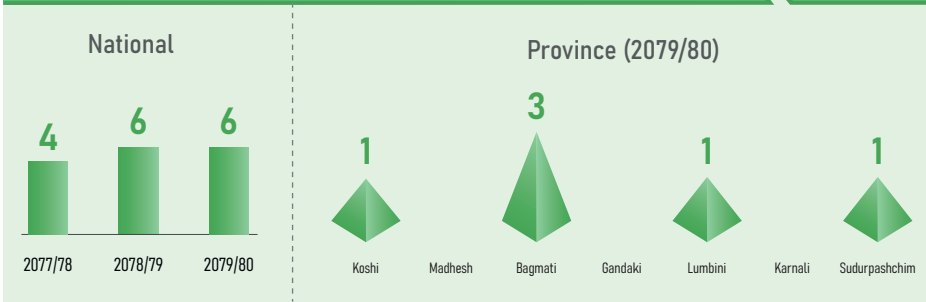 National
4 6 6
2077/78 2078/79 2079/80
Province (2079/80)
1 3 1 1
Koshi Madhesh Bagmati Gandaki Lumbini Karnali Sudurpashchim